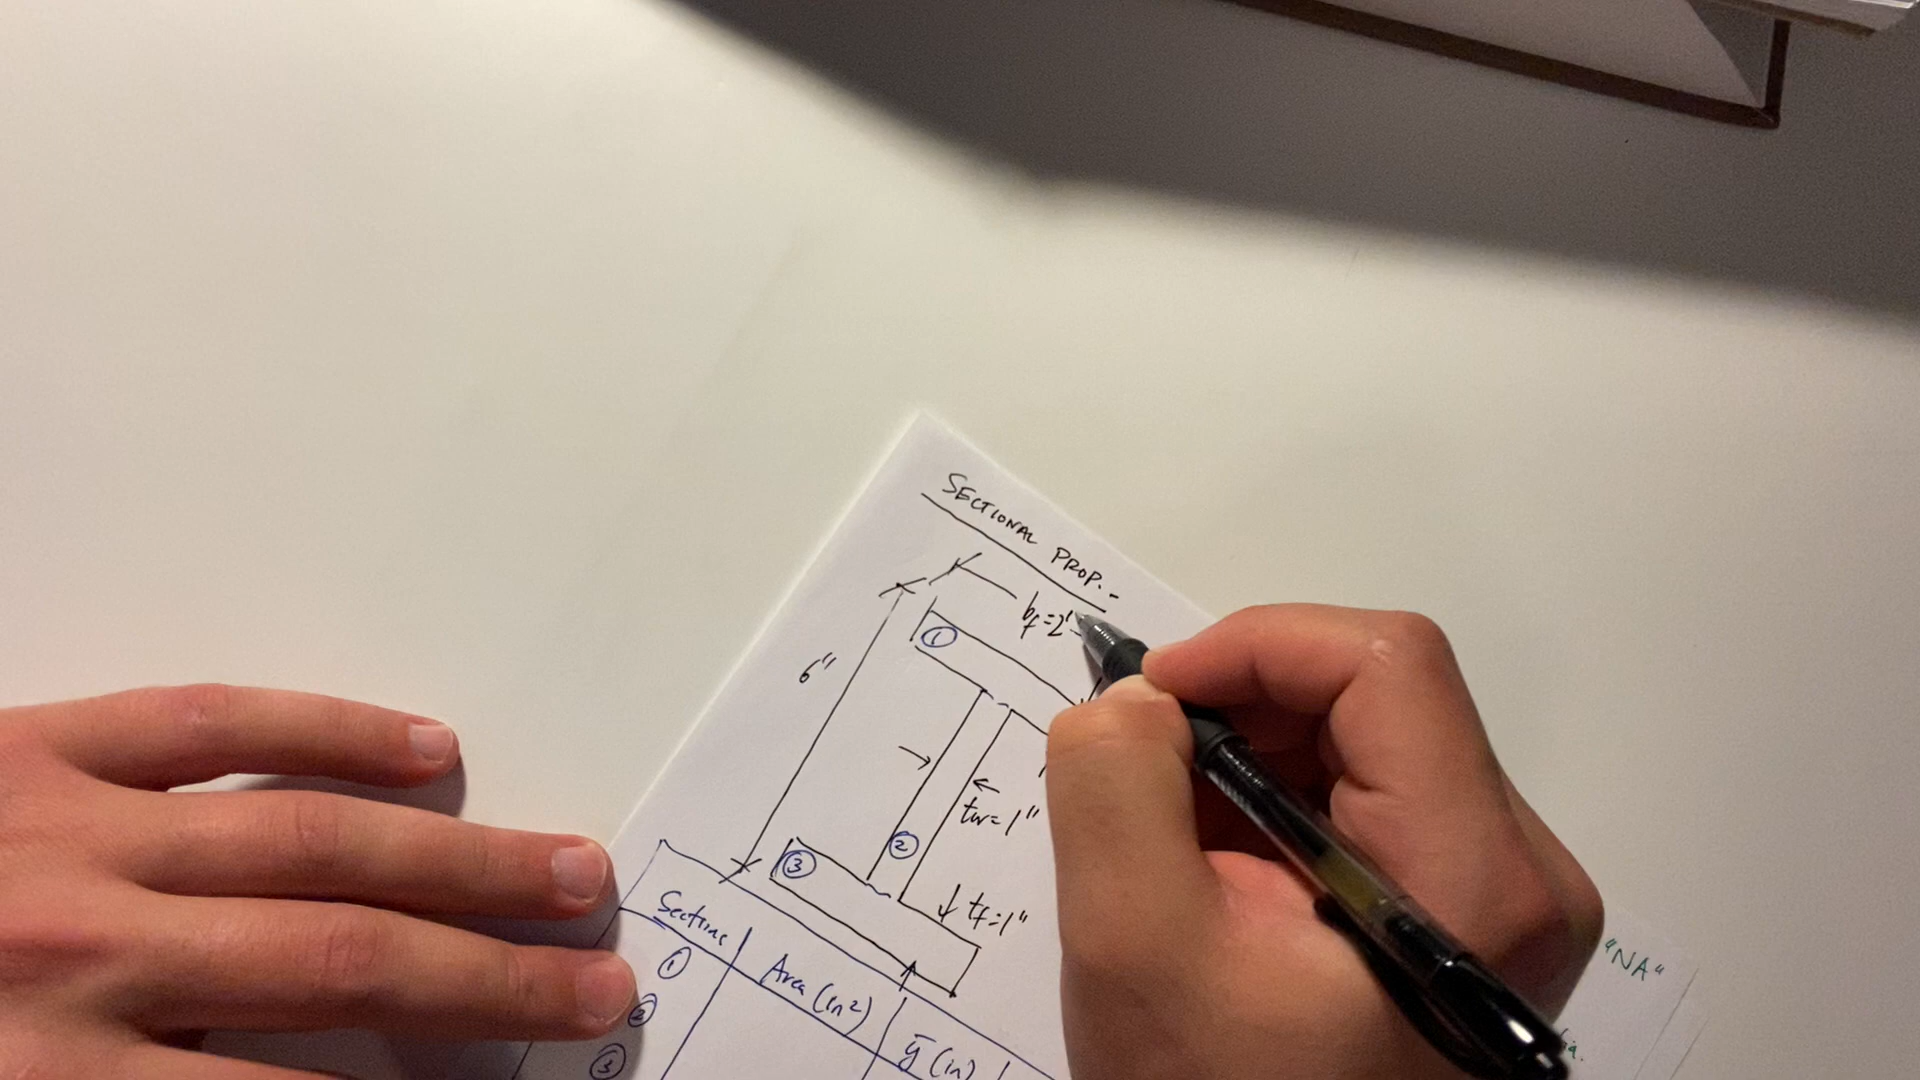 SECTIONAL PROP.-
bf=2'
①
6"
tw=1"
②
③
tf=1"
Sections
Area (in²)
ȳ (in)
①
②
③
"NA"